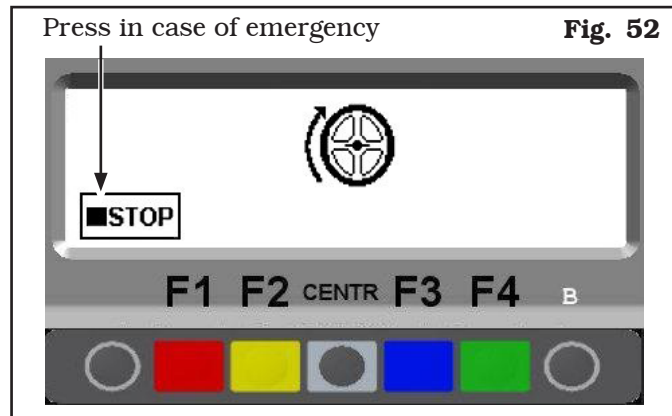 Press in case of emergency Fig. 52
■STOP
F1 F2 CENTR F3 F4 B